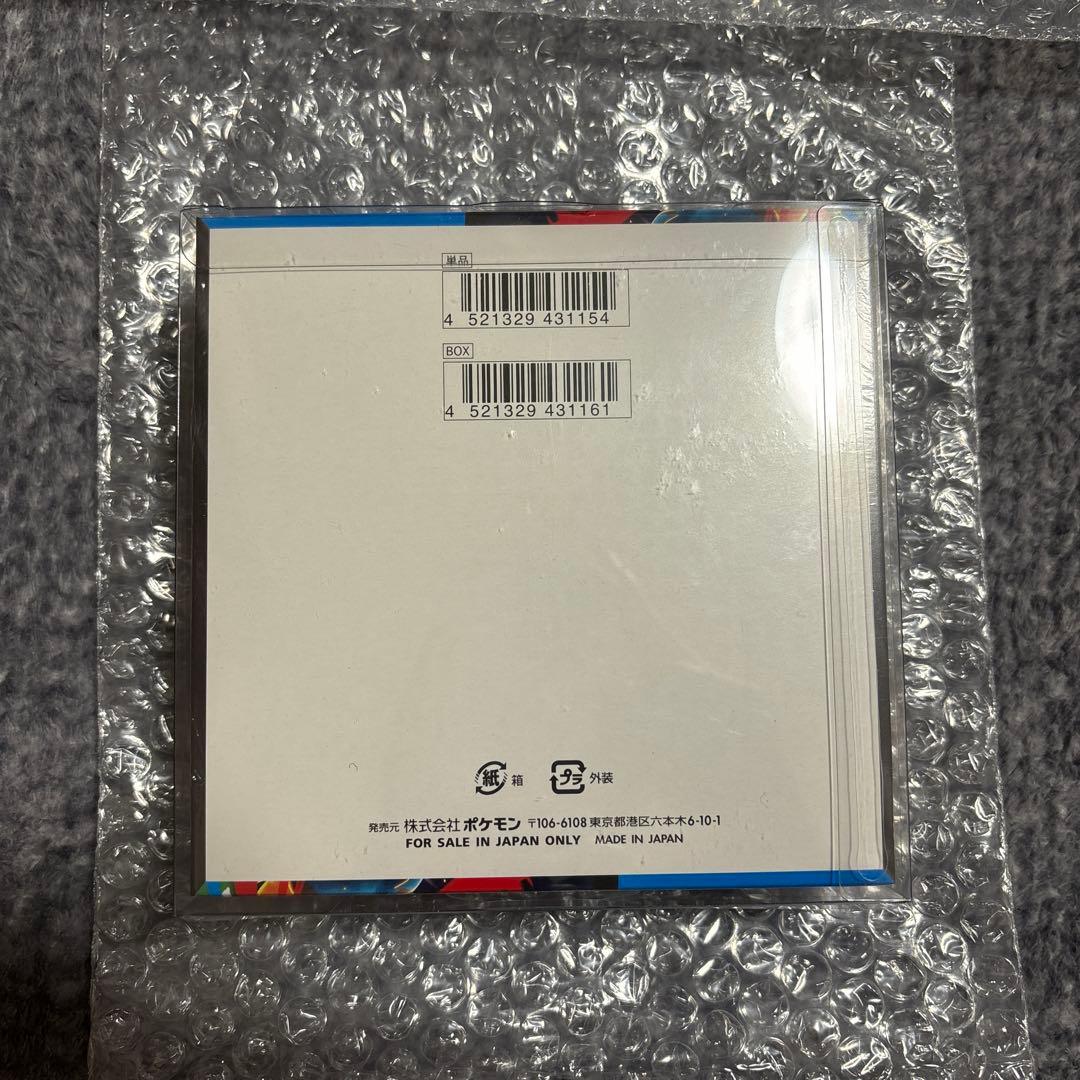 単品
4 521329 431154
BOX
4 521329 431161
紙 箱 プラ 外装
発売元 株式会社ポケモン 〒106-6108 東京都港区六本木6-10-1
FOR SALE IN JAPAN ONLY MADE IN JAPAN